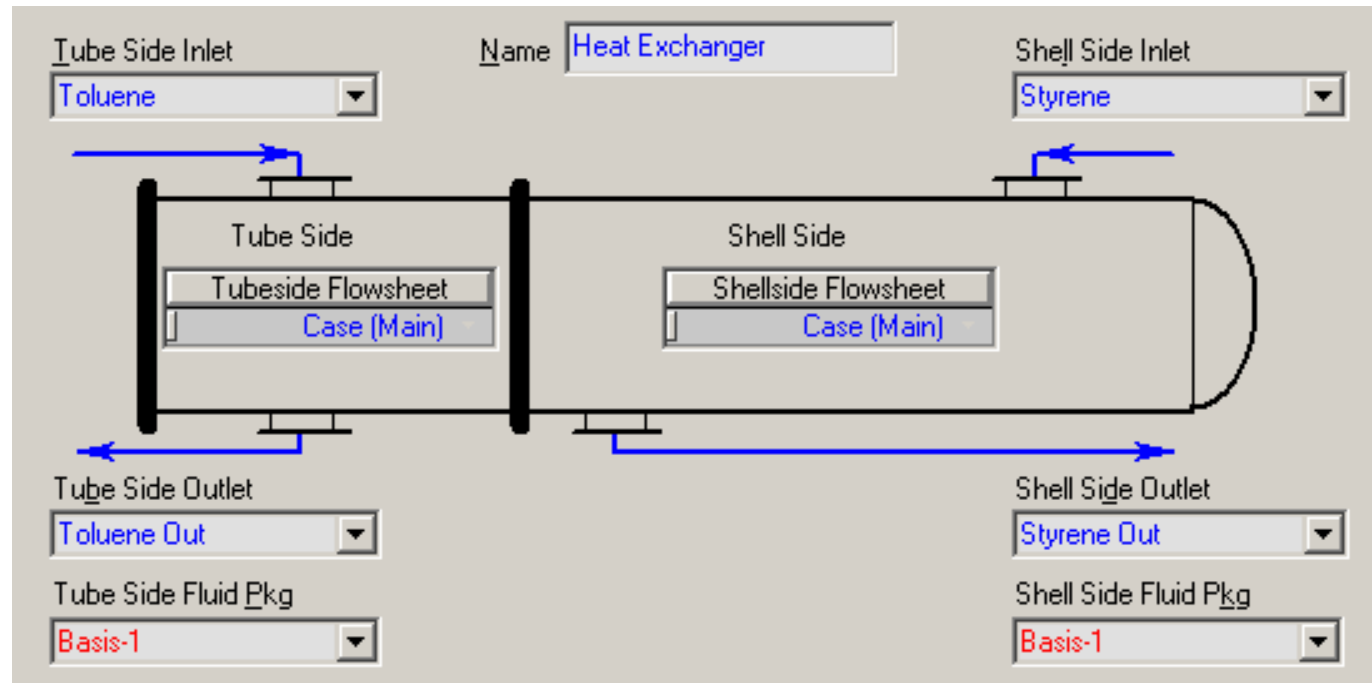 Tube Side Inlet
Name
Heat Exchanger
Shell Side Inlet
Toluene
Styrene
Tube Side
Shell Side
Tubeside Flowsheet
Shellside Flowsheet
Case (Main)
Case (Main)
Tube Side Outlet
Shell Side Outlet
Toluene Out
Styrene Out
Tube Side Fluid Pkg
Shell Side Fluid Pkg
Basis-1
Basis-1